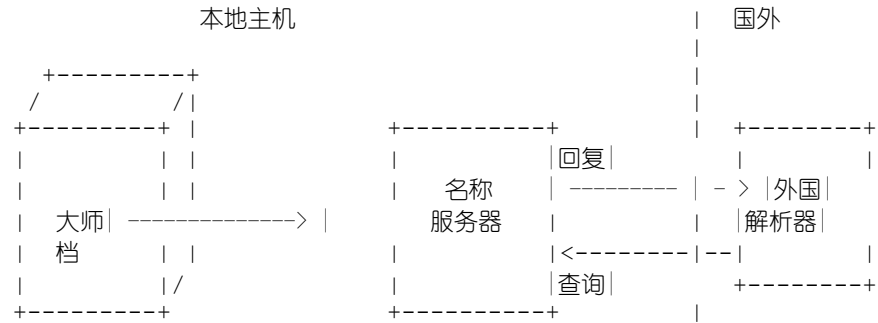 本地主机 | 国外
|
+---------+ |
/ /| |
+---------+ | +----------+ | +--------+
| | | | |回复| | |
| | | | 名称 | --------- | - > |外国|
| 大师| --------------> | 服务器 | | |解析器|
| 档 | | | |<--------|--| |
| |/ | |查询| +--------+
+---------+ +----------+ |